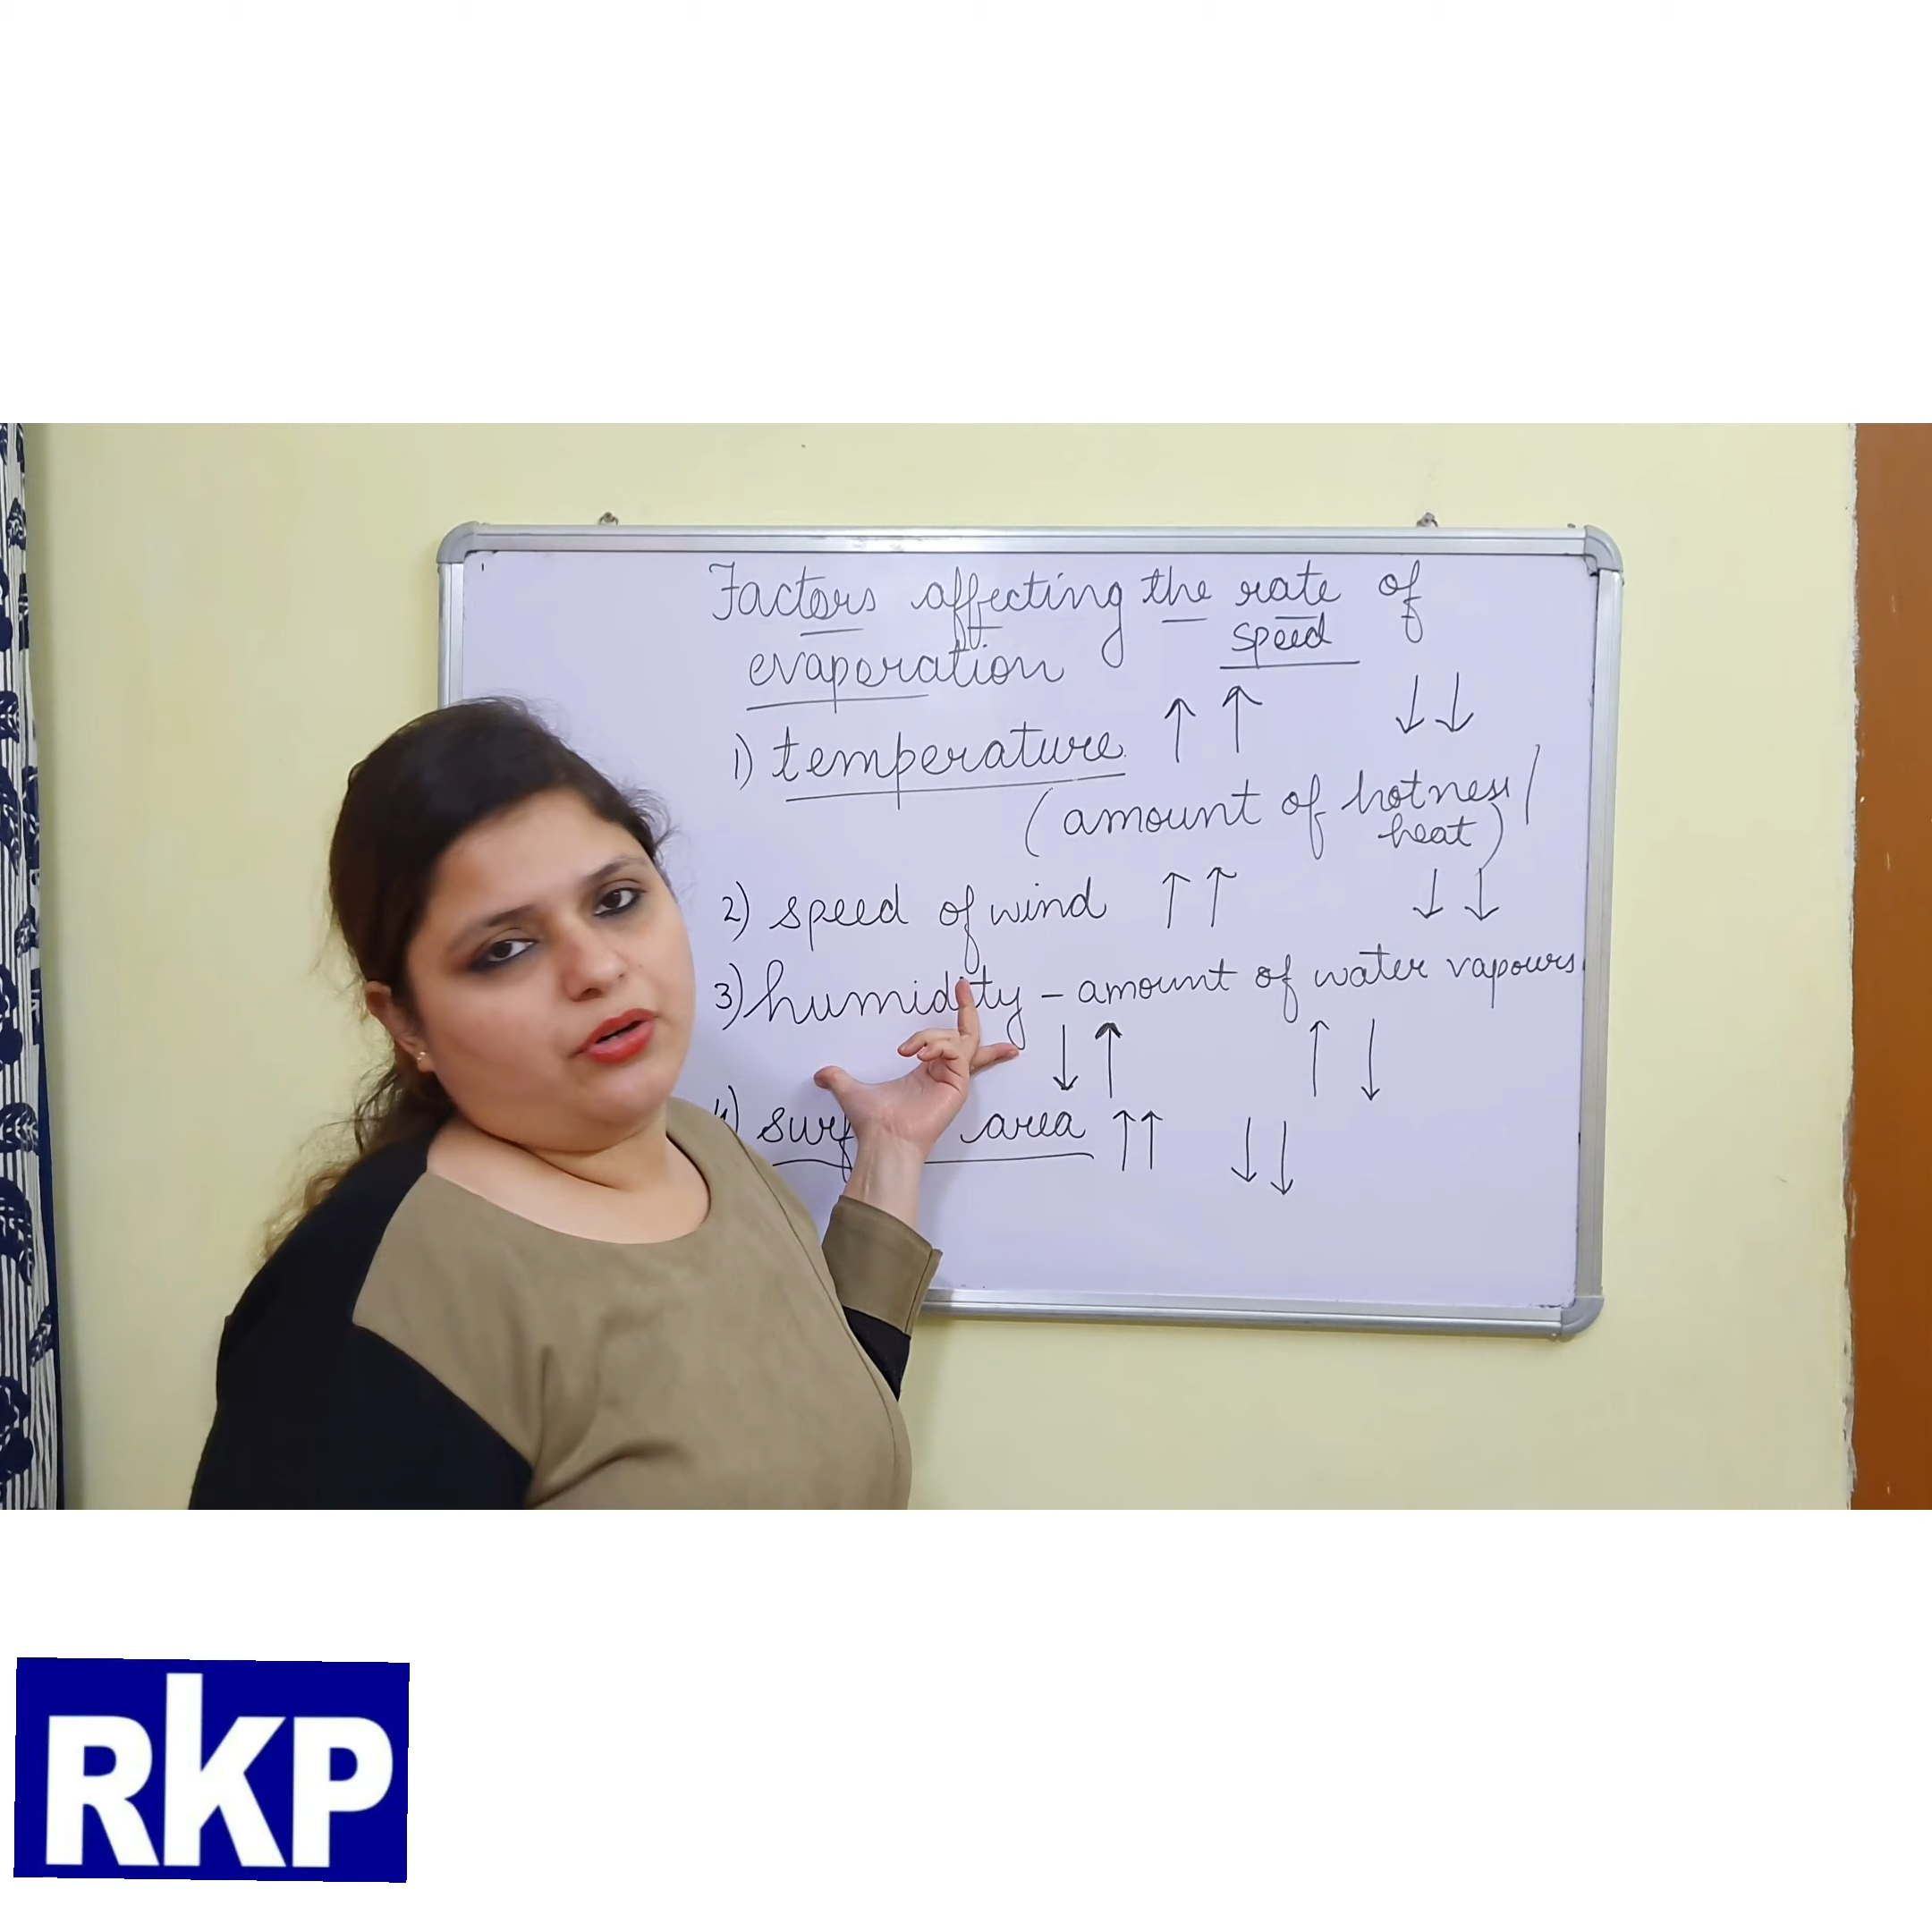 Factors affecting the rate of
speed
evaporation
1) temperature ↑ ↑ ↓ ↓
(amount of hotness/
heat)
2) speed of wind ↑ ↑ ↓ ↓
3) humidity - amount of water vapours
↓ ↑ ↑ ↓
area ↑ ↑ ↓ ↓
RKP